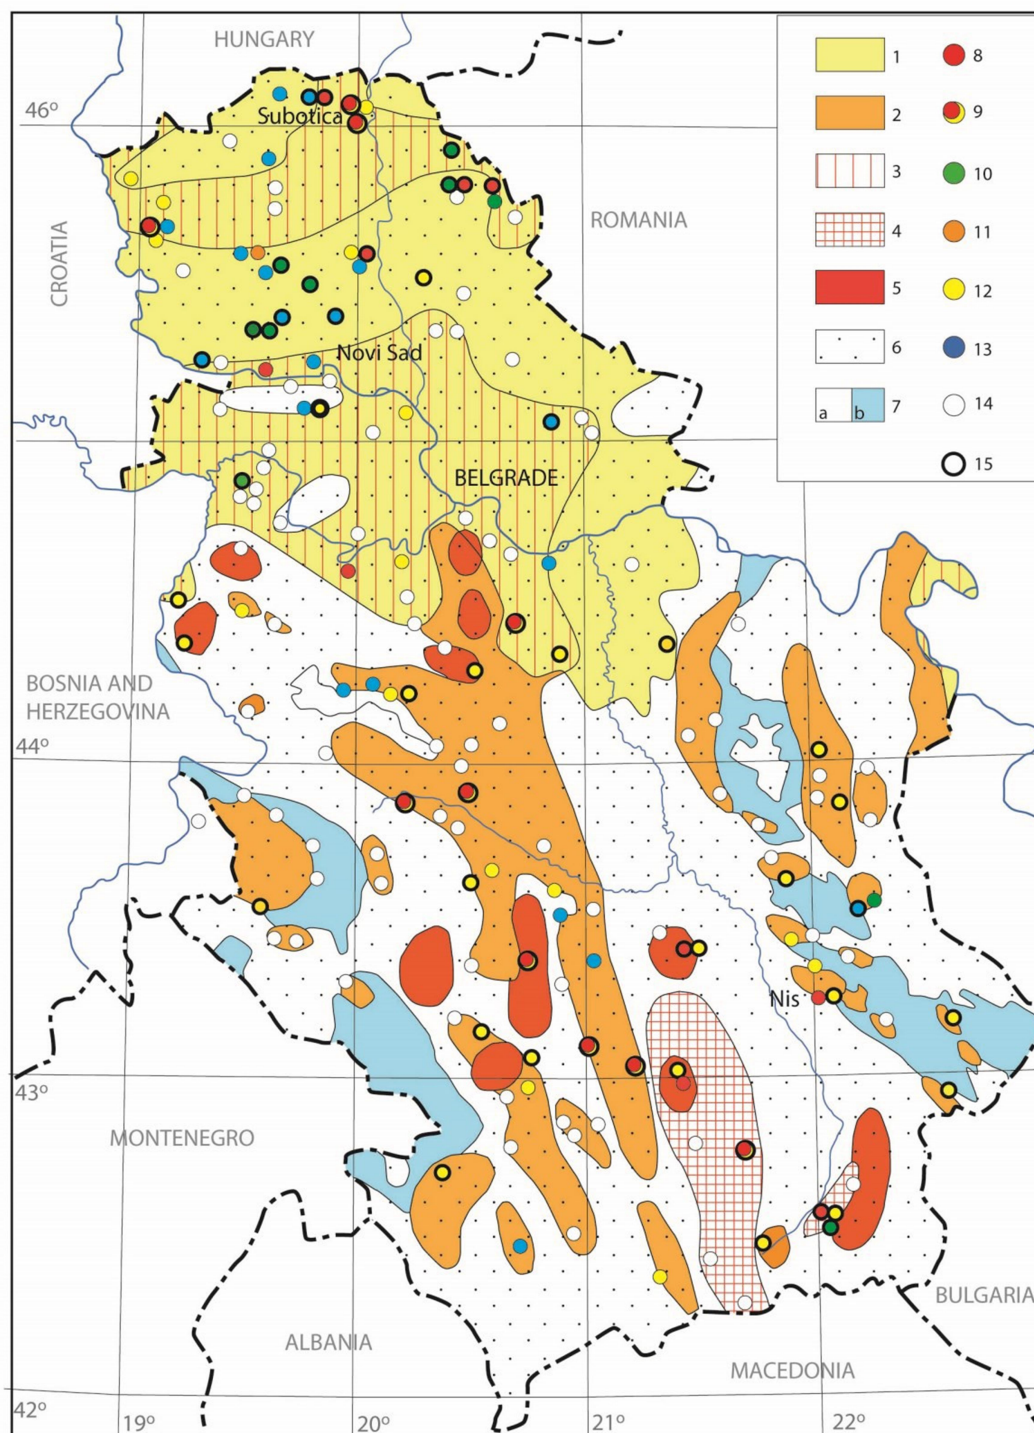 HUNGARY
1
8
2
9
46°
Subotica
3
10
ROMANIA
4
11
CROATIA
5
12
6
13
Novi Sad
a
b
7
14
15
BELGRADE
BOSNIA AND
HERZEGOVINA
44°
Nis
43°
MONTENEGRO
BULGARIA
ALBANIA
MACEDONIA
42°
19°
20°
21°
22°